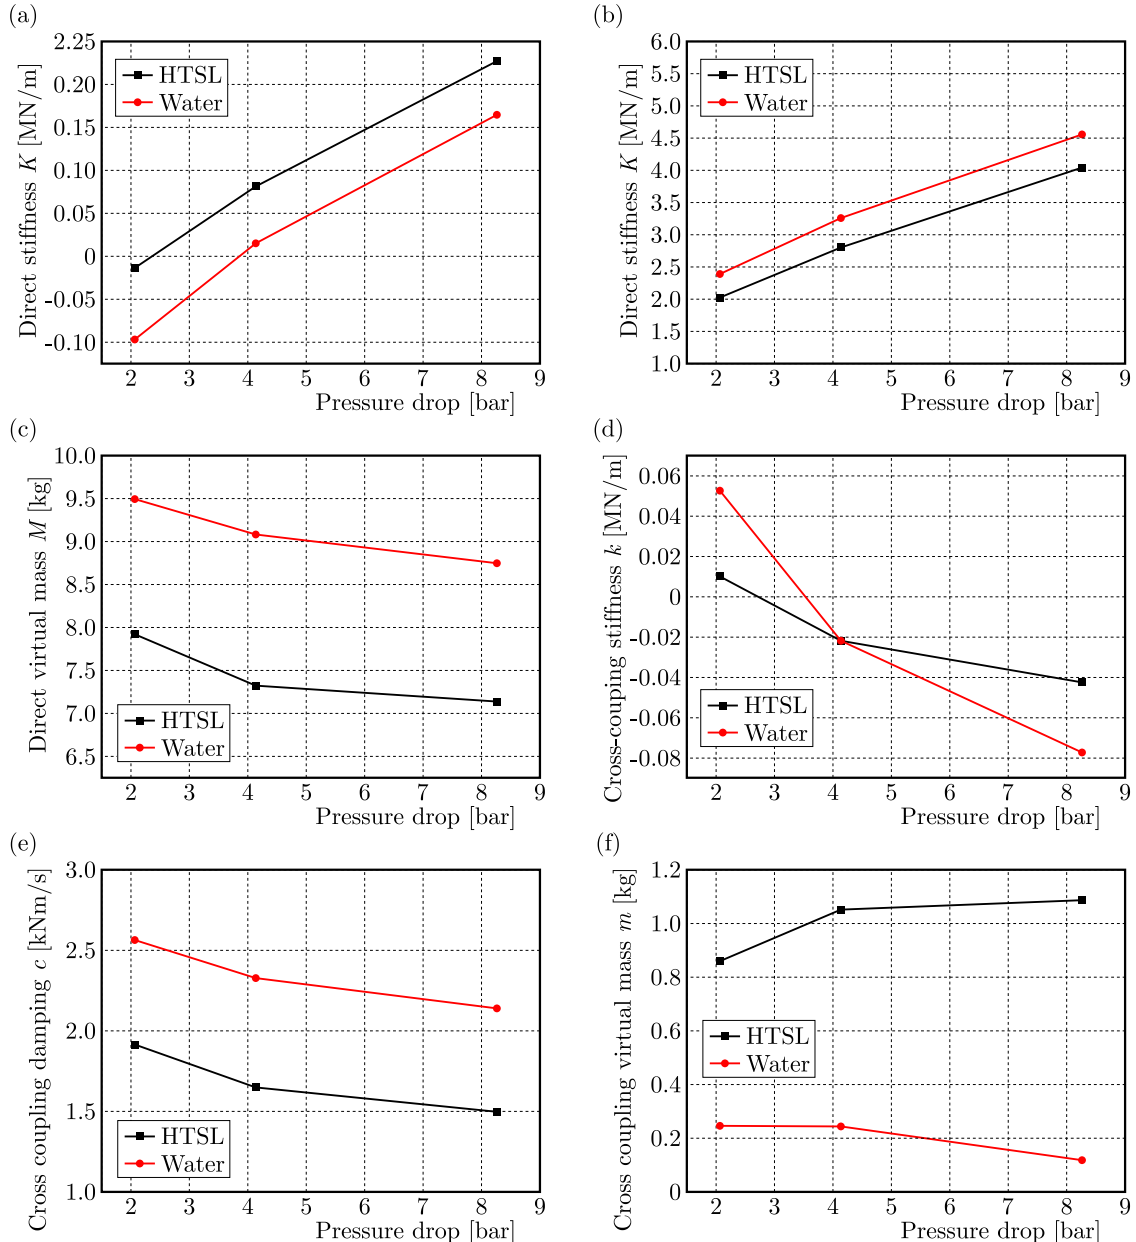 (a)
Direct stiffness K [MN/m]
2.25
0.20
0.15
0.10
0.05
0
-0.05
-0.10
HTSL
Water
2 3 4 5 6 7 8 9
Pressure drop [bar]
(b)
Direct stiffness K [MN/m]
6.0
5.5
5.0
4.5
4.0
3.5
3.0
2.5
2.0
1.5
1.0
HTSL
Water
2 3 4 5 6 7 8 9
Pressure drop [bar]
(c)
Direct virtual mass M [kg]
10.0
9.5
9.0
8.5
8.0
7.5
7.0
6.5
HTSL
Water
2 3 4 5 6 7 8 9
Pressure drop [bar]
(d)
Cross-couping stiffness k [MN/m]
0.06
0.04
0.02
0
-0.02
-0.04
-0.06
-0.08
HTSL
Water
2 3 4 5 6 7 8 9
Pressure drop [bar]
(e)
Cross coupling damping c [kNm/s]
3.0
2.5
2.0
1.5
1.0
HTSL
Water
2 3 4 5 6 7 8 9
Pressure drop [bar]
(f)
Cross coupling virtual mass m [kg]
1.2
1.0
0.8
0.6
0.4
0.2
0
HTSL
Water
2 3 4 5 6 7 8 9
Pressure drop [bar]